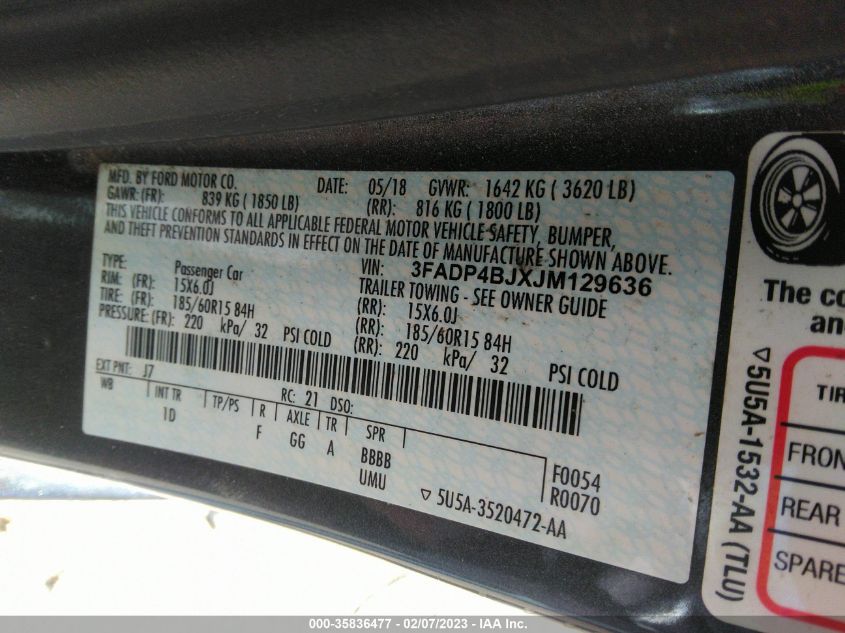 MFD. BY FORD MOTOR CO.
DATE: 05/18 GVWR: 1642 KG ( 3620 LB)
GAWR: (FR): 839 KG ( 1850 LB) (RR): 816 KG ( 1800 LB)
THIS VEHICLE CONFORMS TO ALL APPLICABLE FEDERAL MOTOR VEHICLE SAFETY, BUMPER,
AND THEFT PREVENTION STANDARDS IN EFFECT ON THE DATE OF MANUFACTURE SHOWN ABOVE.
VIN: 3FADP4BJXJM129636
TYPE: Passenger Car TRAILER TOWING - SEE OWNER GUIDE
RIM: (FR): 15X6.0J (RR): 15X6.0J
TIRE: (FR): 185/60R15 84H (RR): 185/60R15 84H
PRESSURE: (FR): 220 kPa/ 32 PSI COLD (RR): 220 kPa/ 32 PSI COLD
EXT PNT: J7 RC: 21 DSO:
WB INT TR TP/PS R AXLE TR SPR
1D F GG A BBBB
UMU
F0054
R0070
▽ 5U5A-3520472-AA
The co
an
▽5U5A-1532-AA (TLU)
TIR
FRON
REAR
SPARE
000-35836477 - 02/07/2023 - IAA Inc.